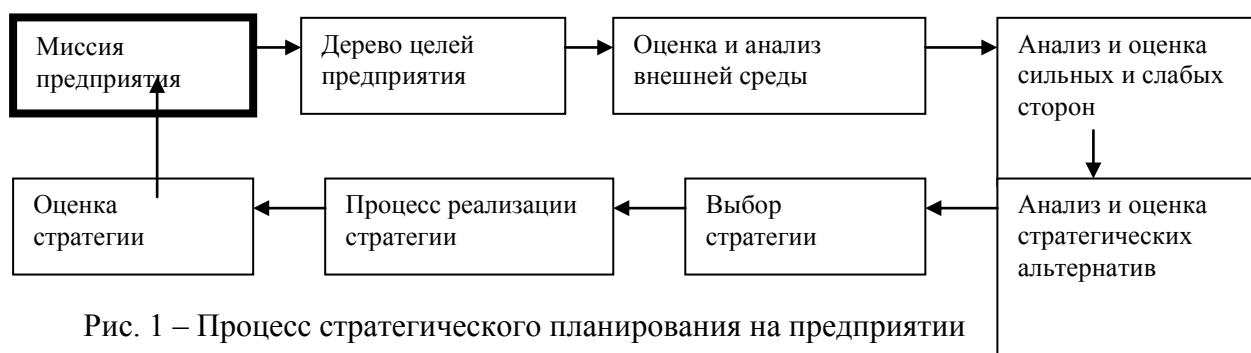 Миссия
предприятия
Дерево целей
предприятия
Оценка и анализ
внешней среды
Анализ и оценка
сильных и слабых
сторон
Оценка
стратегии
Процесс реализации
стратегии
Выбор
стратегии
Анализ и оценка
стратегических
альтернатив
Рис. 1 – Процесс стратегического планирования на предприятии